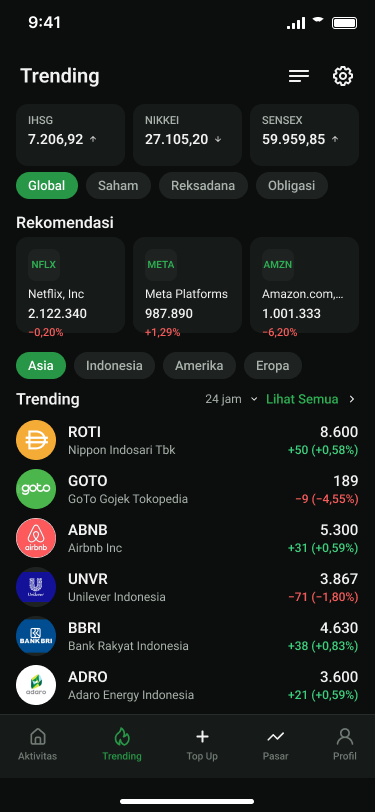 9:41
Trending
IHSG
7.206,92 ↑
NIKKEI
27.105,20 ↓
SENSEX
59.959,85 ↑
Global
Saham
Reksadana
Obligasi
Rekomendasi
NFLX
Netflix, Inc
2.122.340
−0,20%
META
Meta Platforms
987.890
+1,29%
AMZN
Amazon.com,...
1.001.333
−6,20%
Asia
Indonesia
Amerika
Eropa
Trending
24 jam
Lihat Semua
ROTI
8.600
Nippon Indosari Tbk
+50 (+0,58%)
goto
GOTO
189
GoTo Gojek Tokopedia
−9 (−4,55%)
airbnb
ABNB
5.300
Airbnb Inc
+31 (+0,59%)
Unilever
UNVR
3.867
Unilever Indonesia
−71 (−1,80%)
BANK BRI
BBRI
4.630
Bank Rakyat Indonesia
+38 (+0,83%)
adaro
ADRO
3.600
Adaro Energy Indonesia
+21 (+0,59%)
Aktivitas
Trending
Top Up
Pasar
Profil